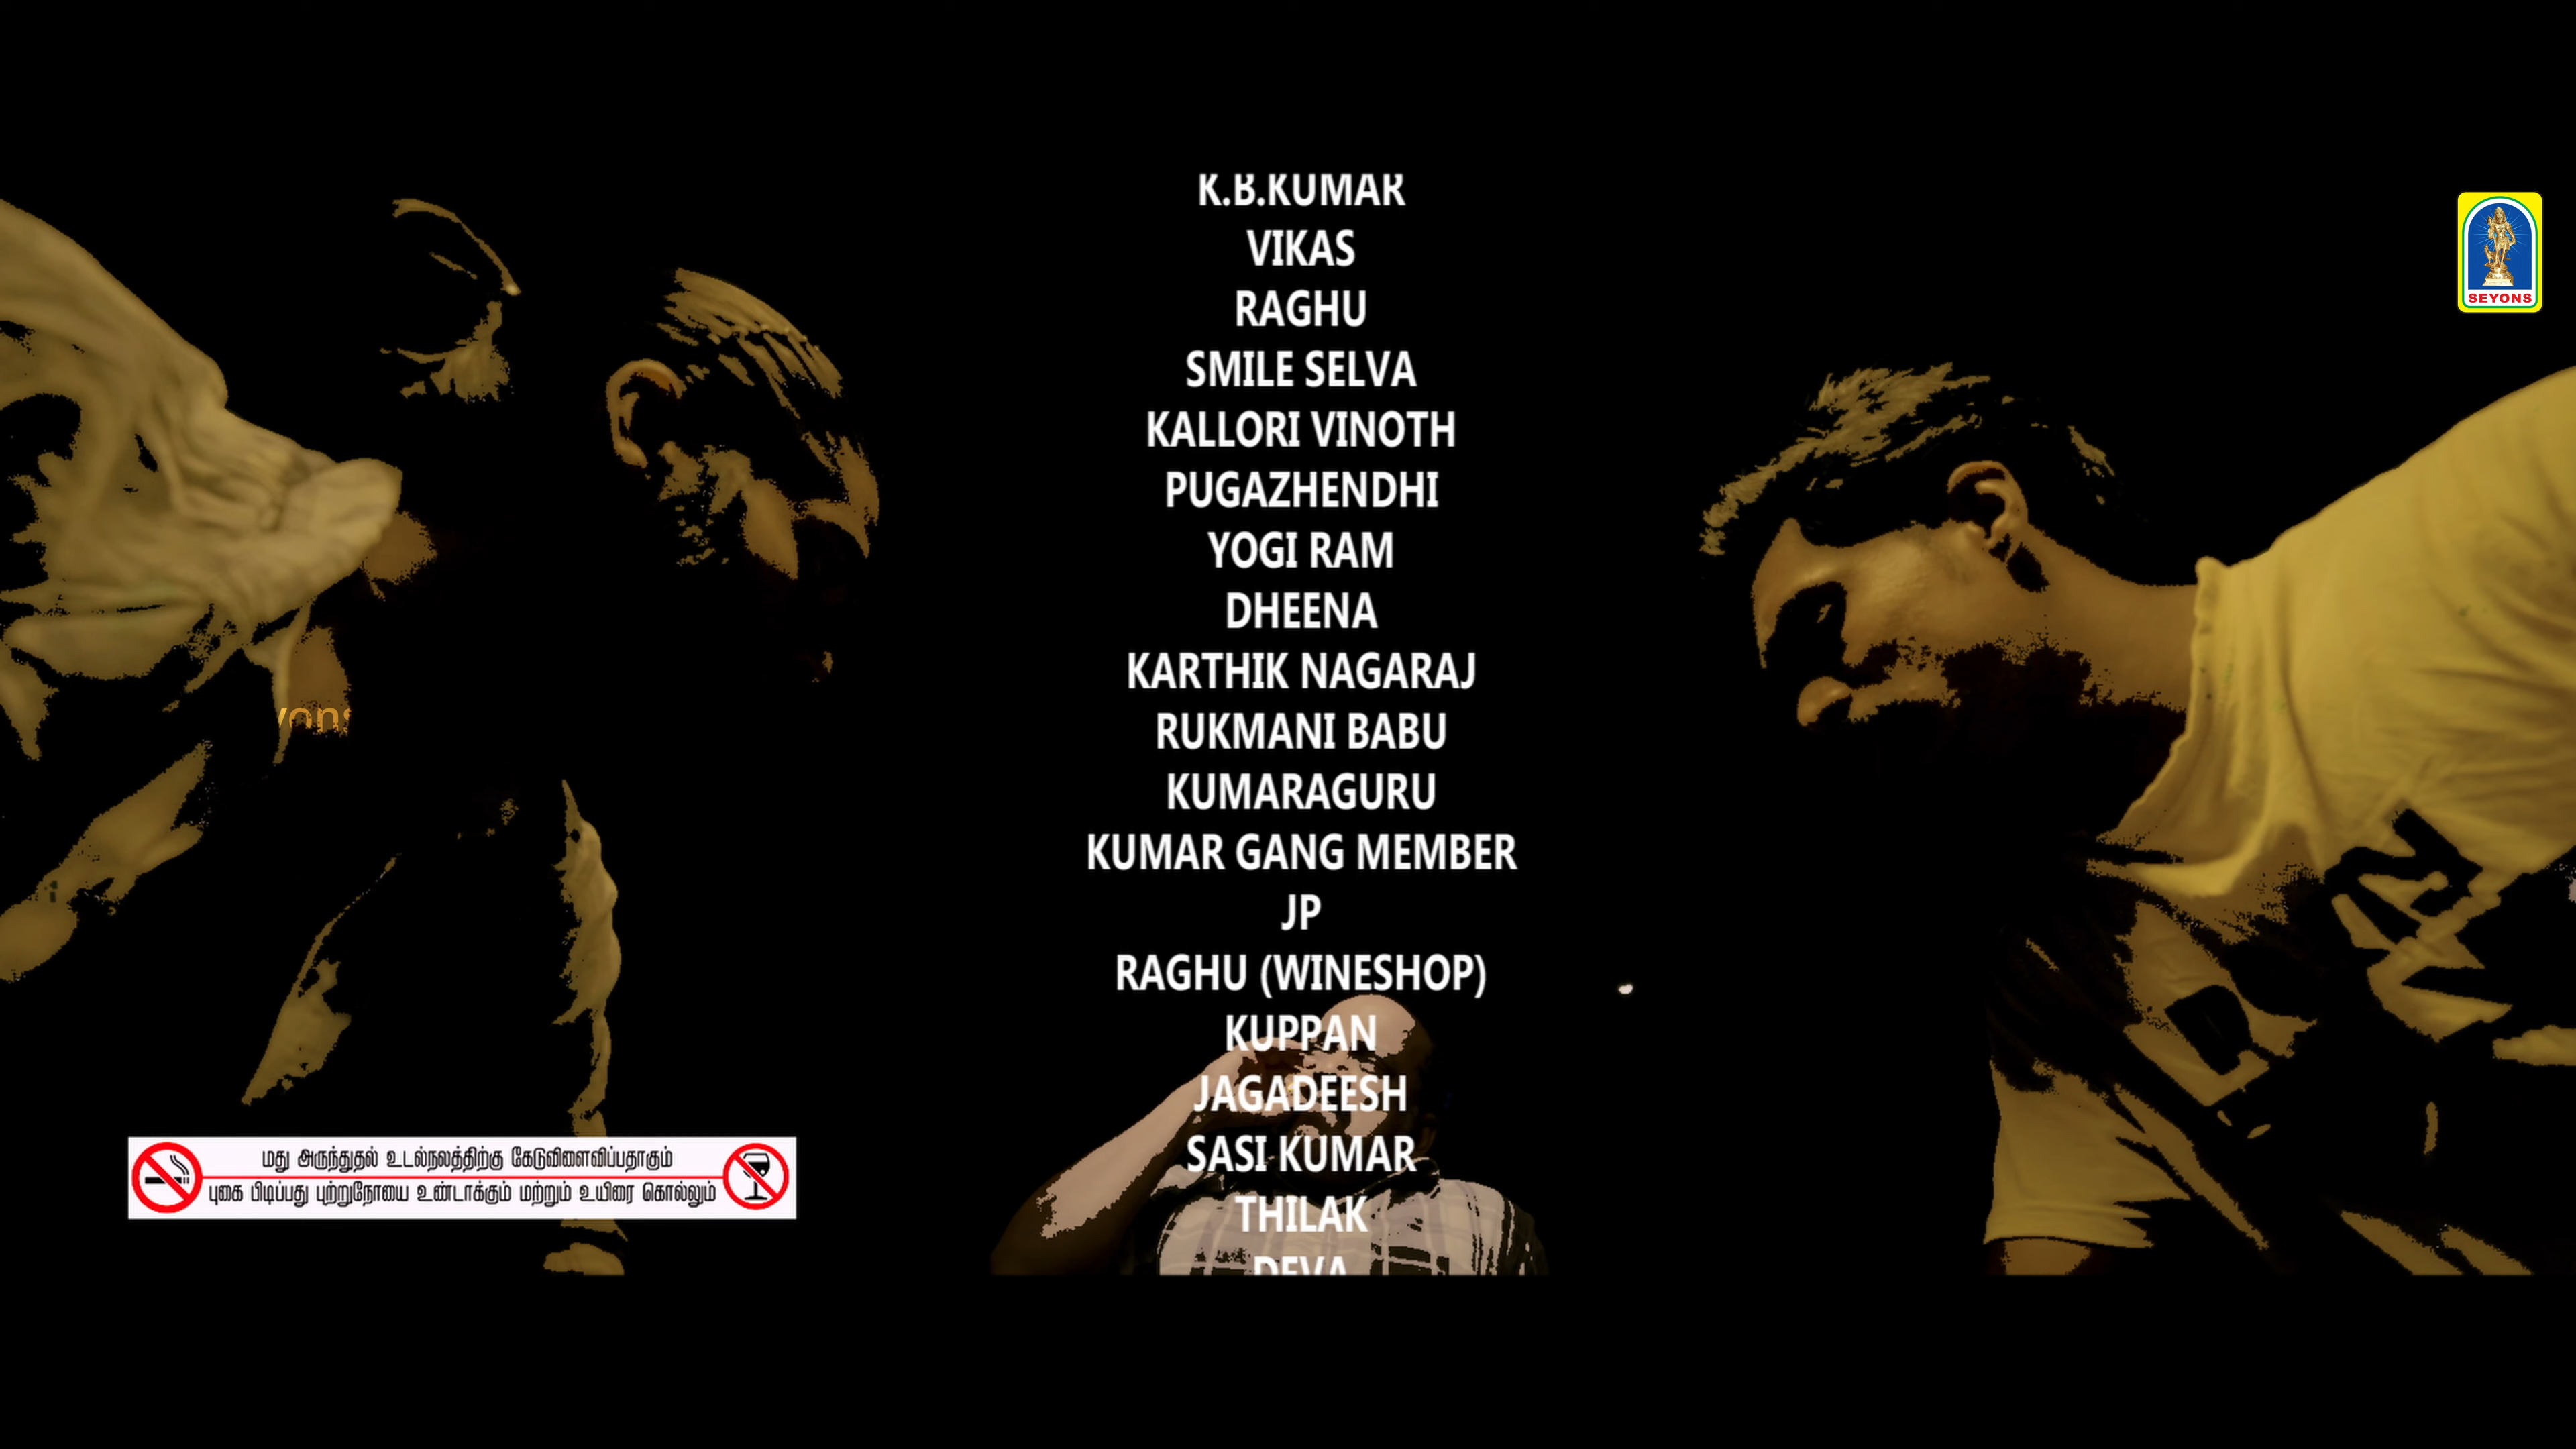 K.B.KUMAR
VIKAS
RAGHU
SMILE SELVA
KALLORI VINOTH
PUGAZHENDHI
YOGI RAM
DHEENA
KARTHIK NAGARAJ
RUKMANI BABU
KUMARAGURU
KUMAR GANG MEMBER
JP
RAGHU (WINESHOP)
KUPPAN
JAGADEESH
SASI KUMAR
THILAK
DEVA
SEYONS
yons
மது அருந்துதல் உடல்நலத்திற்கு கேடுவிளைவிப்பதாகும்
புகை பிடிப்பது புற்றுநோயை உண்டாக்கும் மற்றும் உயிரை கொல்லும்